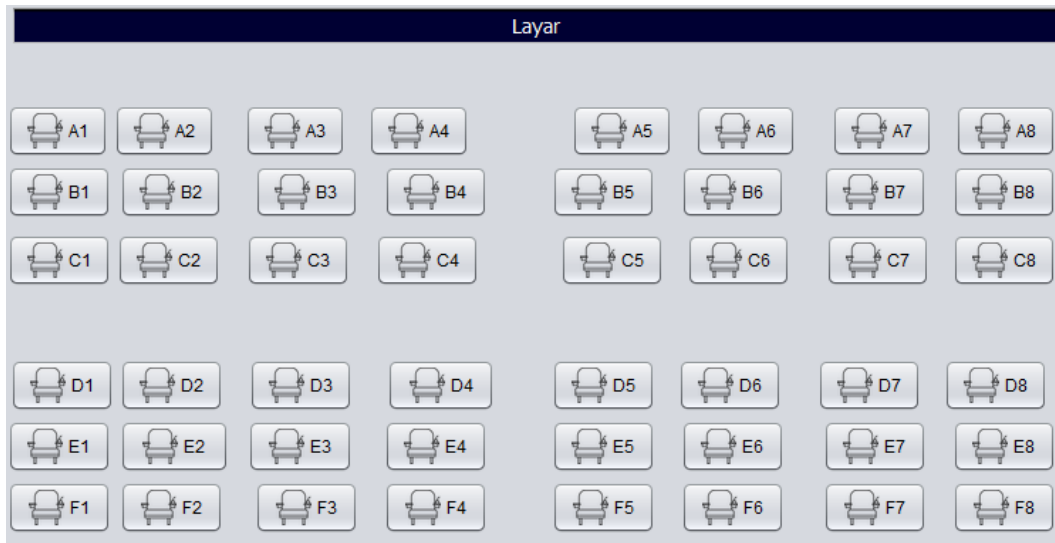 Layar
A1 A2 A3 A4 A5 A6 A7 A8
B1 B2 B3 B4 B5 B6 B7 B8
C1 C2 C3 C4 C5 C6 C7 C8
D1 D2 D3 D4 D5 D6 D7 D8
E1 E2 E3 E4 E5 E6 E7 E8
F1 F2 F3 F4 F5 F6 F7 F8